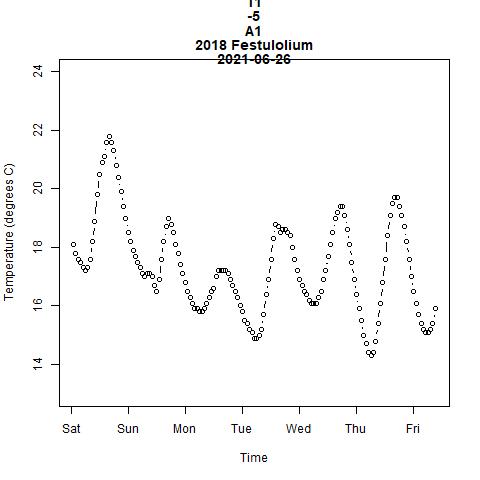 T1
-5
A1
2018 Festulolium
2021-06-26
24
22
20
18
16
14
Temperature (degrees C)
Sat Sun Mon Tue Wed Thu Fri
Time